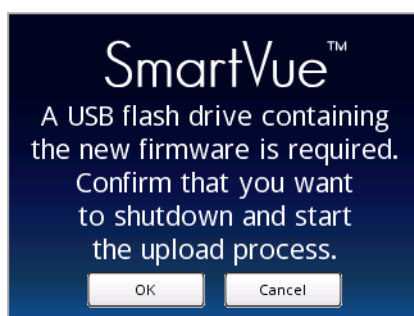 SmartVue™
A USB flash drive containing
the new firmware is required.
Confirm that you want
to shutdown and start
the upload process.
OK Cancel